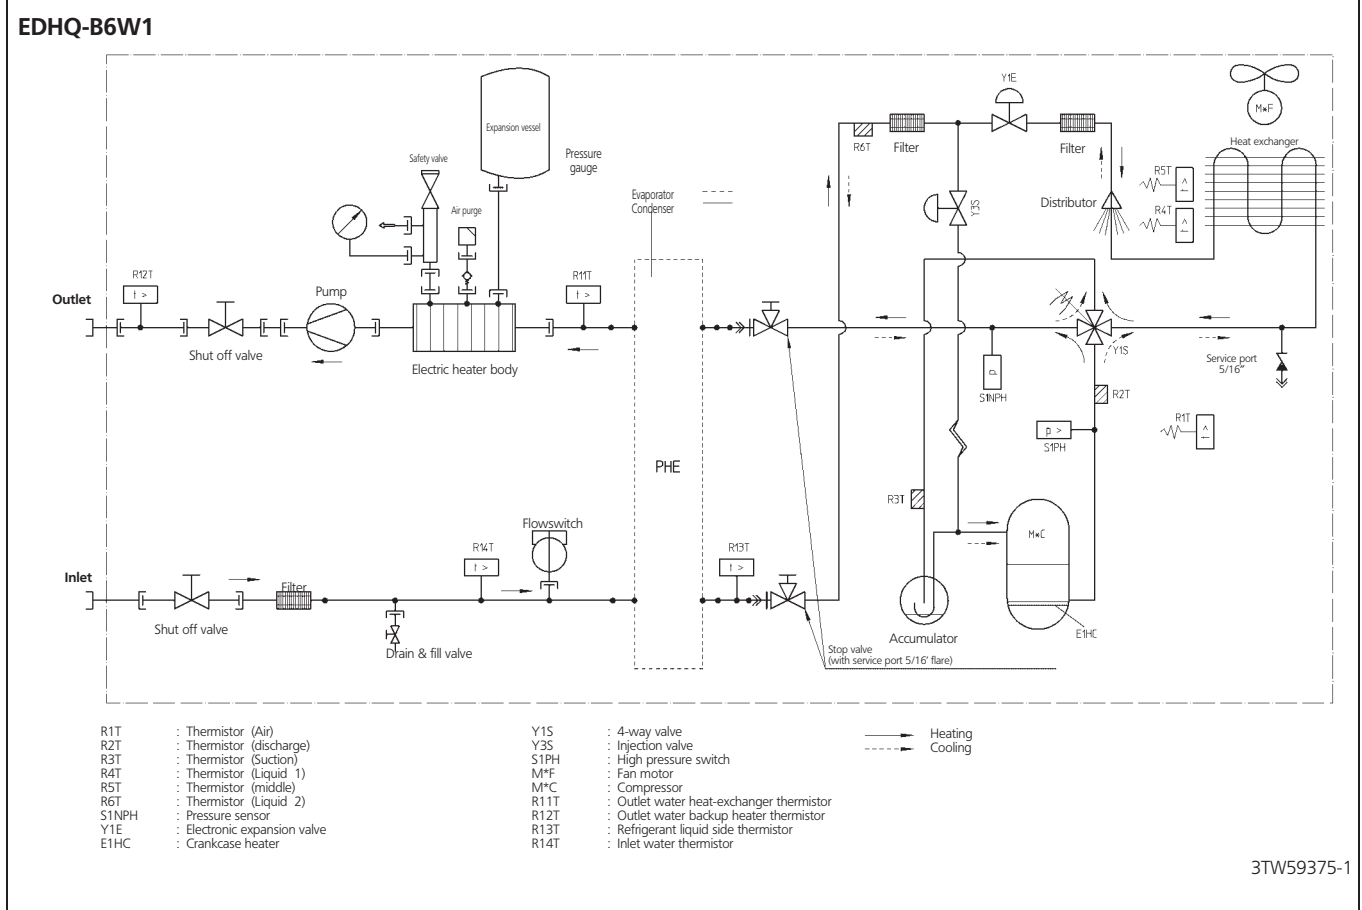 EDHQ-B6W1
Y1E
M*F
Expansion vessel
R6T
Filter
Filter
Heat exchanger
Safety valve
Pressure
gauge
R5T
Evaporator
Condenser
Distributor
Y3S
R4T
Air purge
R12T
t >
R11T
t >
Outlet
Pump
Shut off valve
Electric heater body
Y1S
Service port
5/16"
p
S1NPH
R2T
R1T
t >
p >
S1PH
PHE
R3T
Flowswitch
M*C
R14T
t >
R13T
t >
Inlet
Filter
Shut off valve
Drain & fill valve
Accumulator
E1HC
Stop valve
(with service port 5/16' flare)
R1T : Thermistor (Air)
R2T : Thermistor (discharge)
R3T : Thermistor (Suction)
R4T : Thermistor (Liquid 1)
R5T : Thermistor (middle)
R6T : Thermistor (Liquid 2)
S1NPH : Pressure sensor
Y1E : Electronic expansion valve
E1HC : Crankcase heater
Y1S : 4-way valve
Y3S : Injection valve
S1PH : High pressure switch
M*F : Fan motor
M*C : Compressor
R11T : Outlet water heat-exchanger thermistor
R12T : Outlet water backup heater thermistor
R13T : Refrigerant liquid side thermistor
R14T : Inlet water thermistor
Heating
Cooling
3TW59375-1